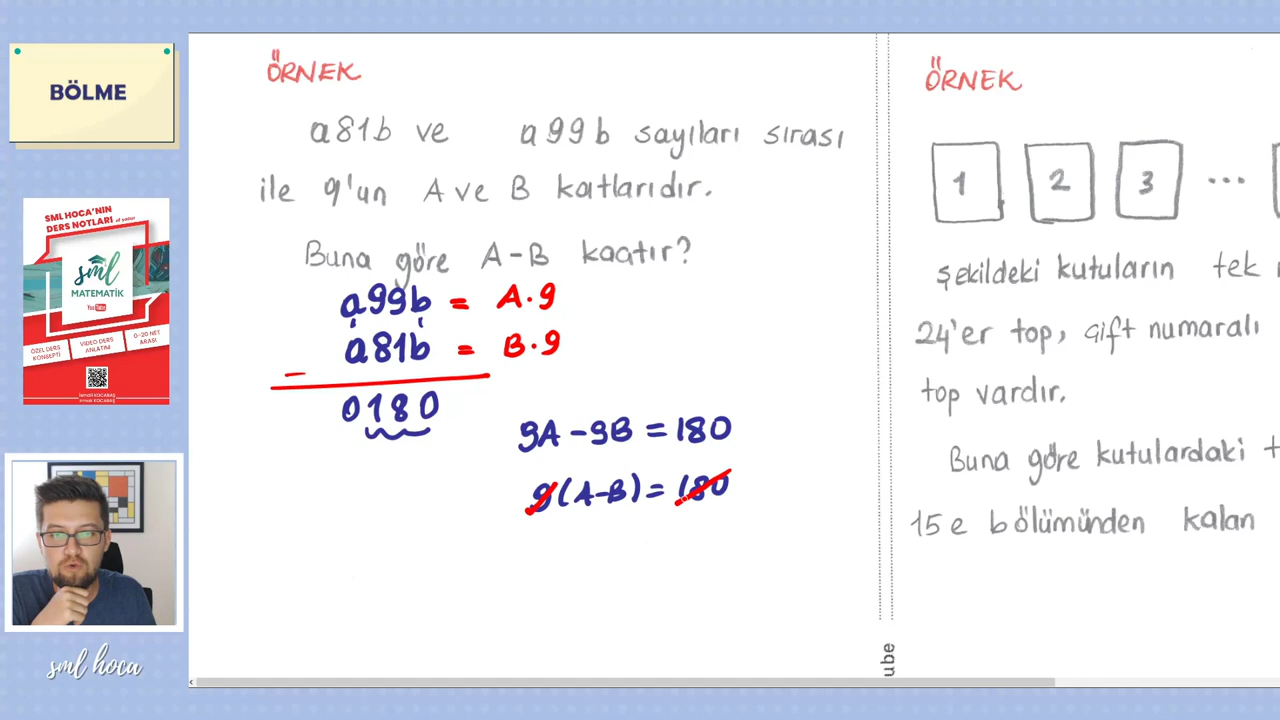 BÖLME
SML HOCA'NIN
DERS NOTLARI
sml
MATEMATİK
YouTube
ÖZEL DERS
KONSEPTİ
VİDEO DERS
ANLATIM
0-20 NET
ARASI
sml hoca
ÖRNEK
a81b ve a99b sayıları sırası
ile 9'un A ve B katlarıdır.
Buna göre A-B kaçtır?
a99b = A.9
a81b = B.9
–
0180
9A - 9B = 180
9(A-B) = 180
ube
ÖRNEK
1 2 3 ...
şekildeki kutuların tek
24'er top, çift numaralı
top vardır.
Buna göre kutulardaki t
15 e bölümünden kalan